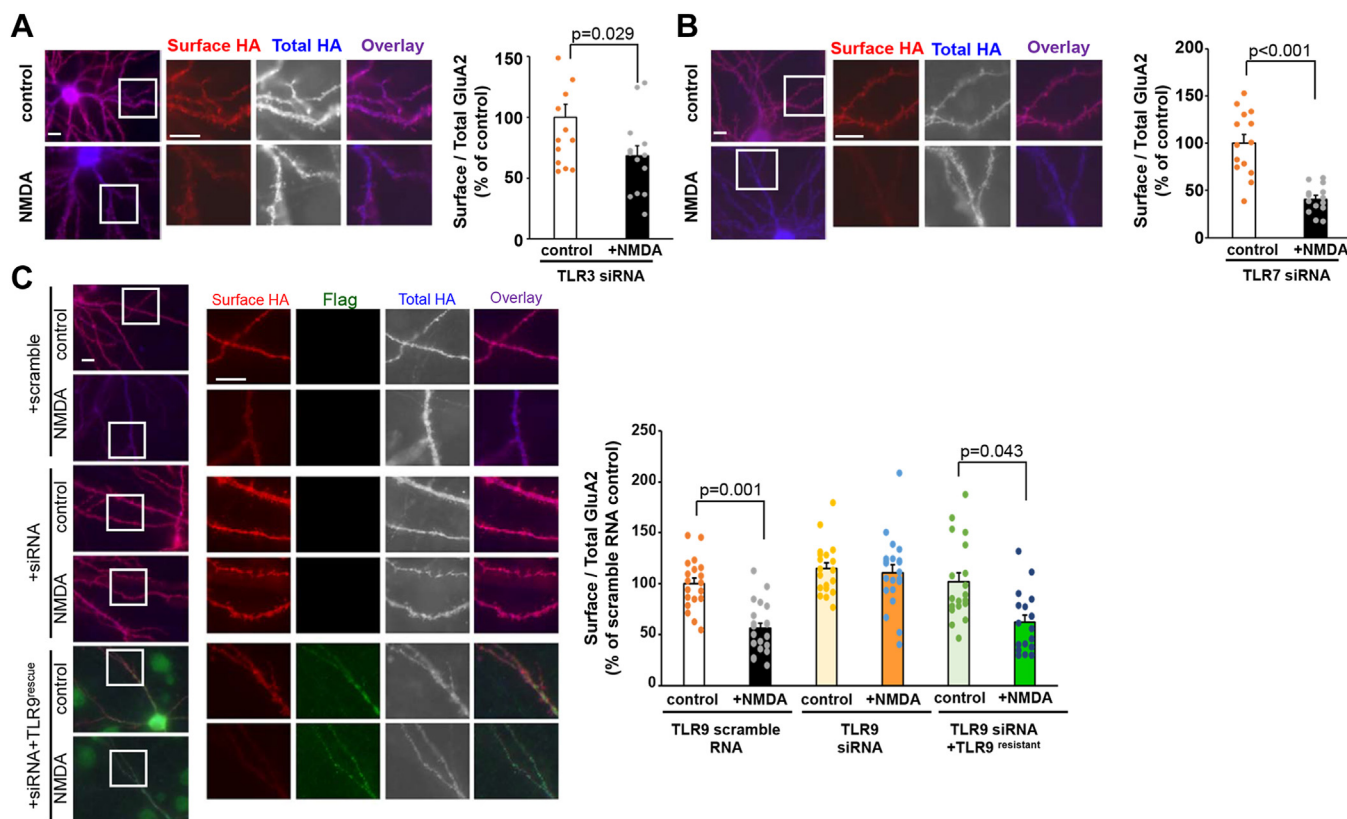 A
Surface HA Total HA Overlay
control
NMDA
Surface / Total GluA2
(% of control)
150
100
50
0
p=0.029
control +NMDA
TLR3 siRNA
B
Surface HA Total HA Overlay
control
NMDA
Surface / Total GluA2
(% of control)
200
150
100
50
0
p<0.001
control +NMDA
TLR7 siRNA
C
Surface HA Flag Total HA Overlay
+scramble
control
NMDA
+siRNA
control
NMDA
+siRNA+TLR9rescue
control
NMDA
Surface / Total GluA2
(% of scramble RNA control)
250
200
150
100
50
0
p=0.001
p=0.043
control +NMDA control +NMDA control +NMDA
TLR9 scramble
RNA
TLR9
siRNA
TLR9 siRNA
+TLR9 resistant